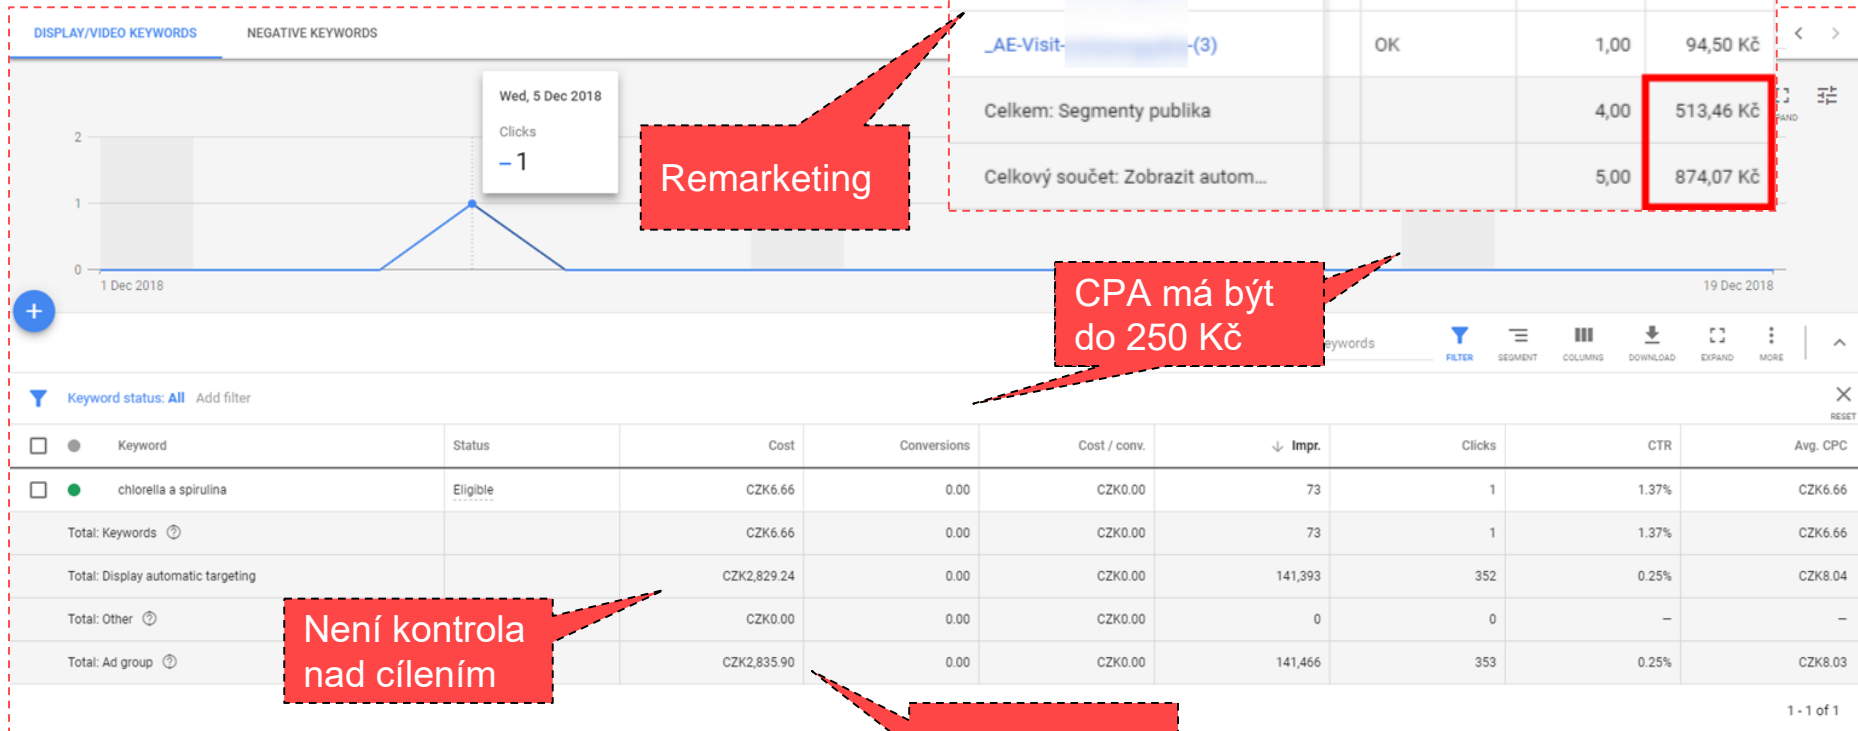 DISPLAY/VIDEO KEYWORDS NEGATIVE KEYWORDS
_AE-Visit- -(3) OK 1,00 94,50 Kč
Wed, 5 Dec 2018
Clicks
– 1
Celkem: Segmenty publika 4,00 513,46 Kč
Celkový součet: Zobrazit autom... 5,00 874,07 Kč
Remarketing
2
1
0
1 Dec 2018 19 Dec 2018
CPA má být
do 250 Kč
FILTER SEGMENT COLUMNS DOWNLOAD EXPAND MORE
Keyword status: All Add filter
RESET
Keyword Status Cost Conversions Cost / conv. Impr. Clicks CTR Avg. CPC
chlorella a spirulina Eligible CZK6.66 0.00 CZK0.00 73 1 1.37% CZK6.66
Total: Keywords CZK6.66 0.00 CZK0.00 73 1 1.37% CZK6.66
Total: Display automatic targeting CZK2,829.24 0.00 CZK0.00 141,393 352 0.25% CZK8.04
Total: Other CZK0.00 0.00 CZK0.00 0 0 – –
Total: Ad group CZK2,835.90 0.00 CZK0.00 141,466 353 0.25% CZK8.03
Není kontrola
nad cílením
1 - 1 of 1